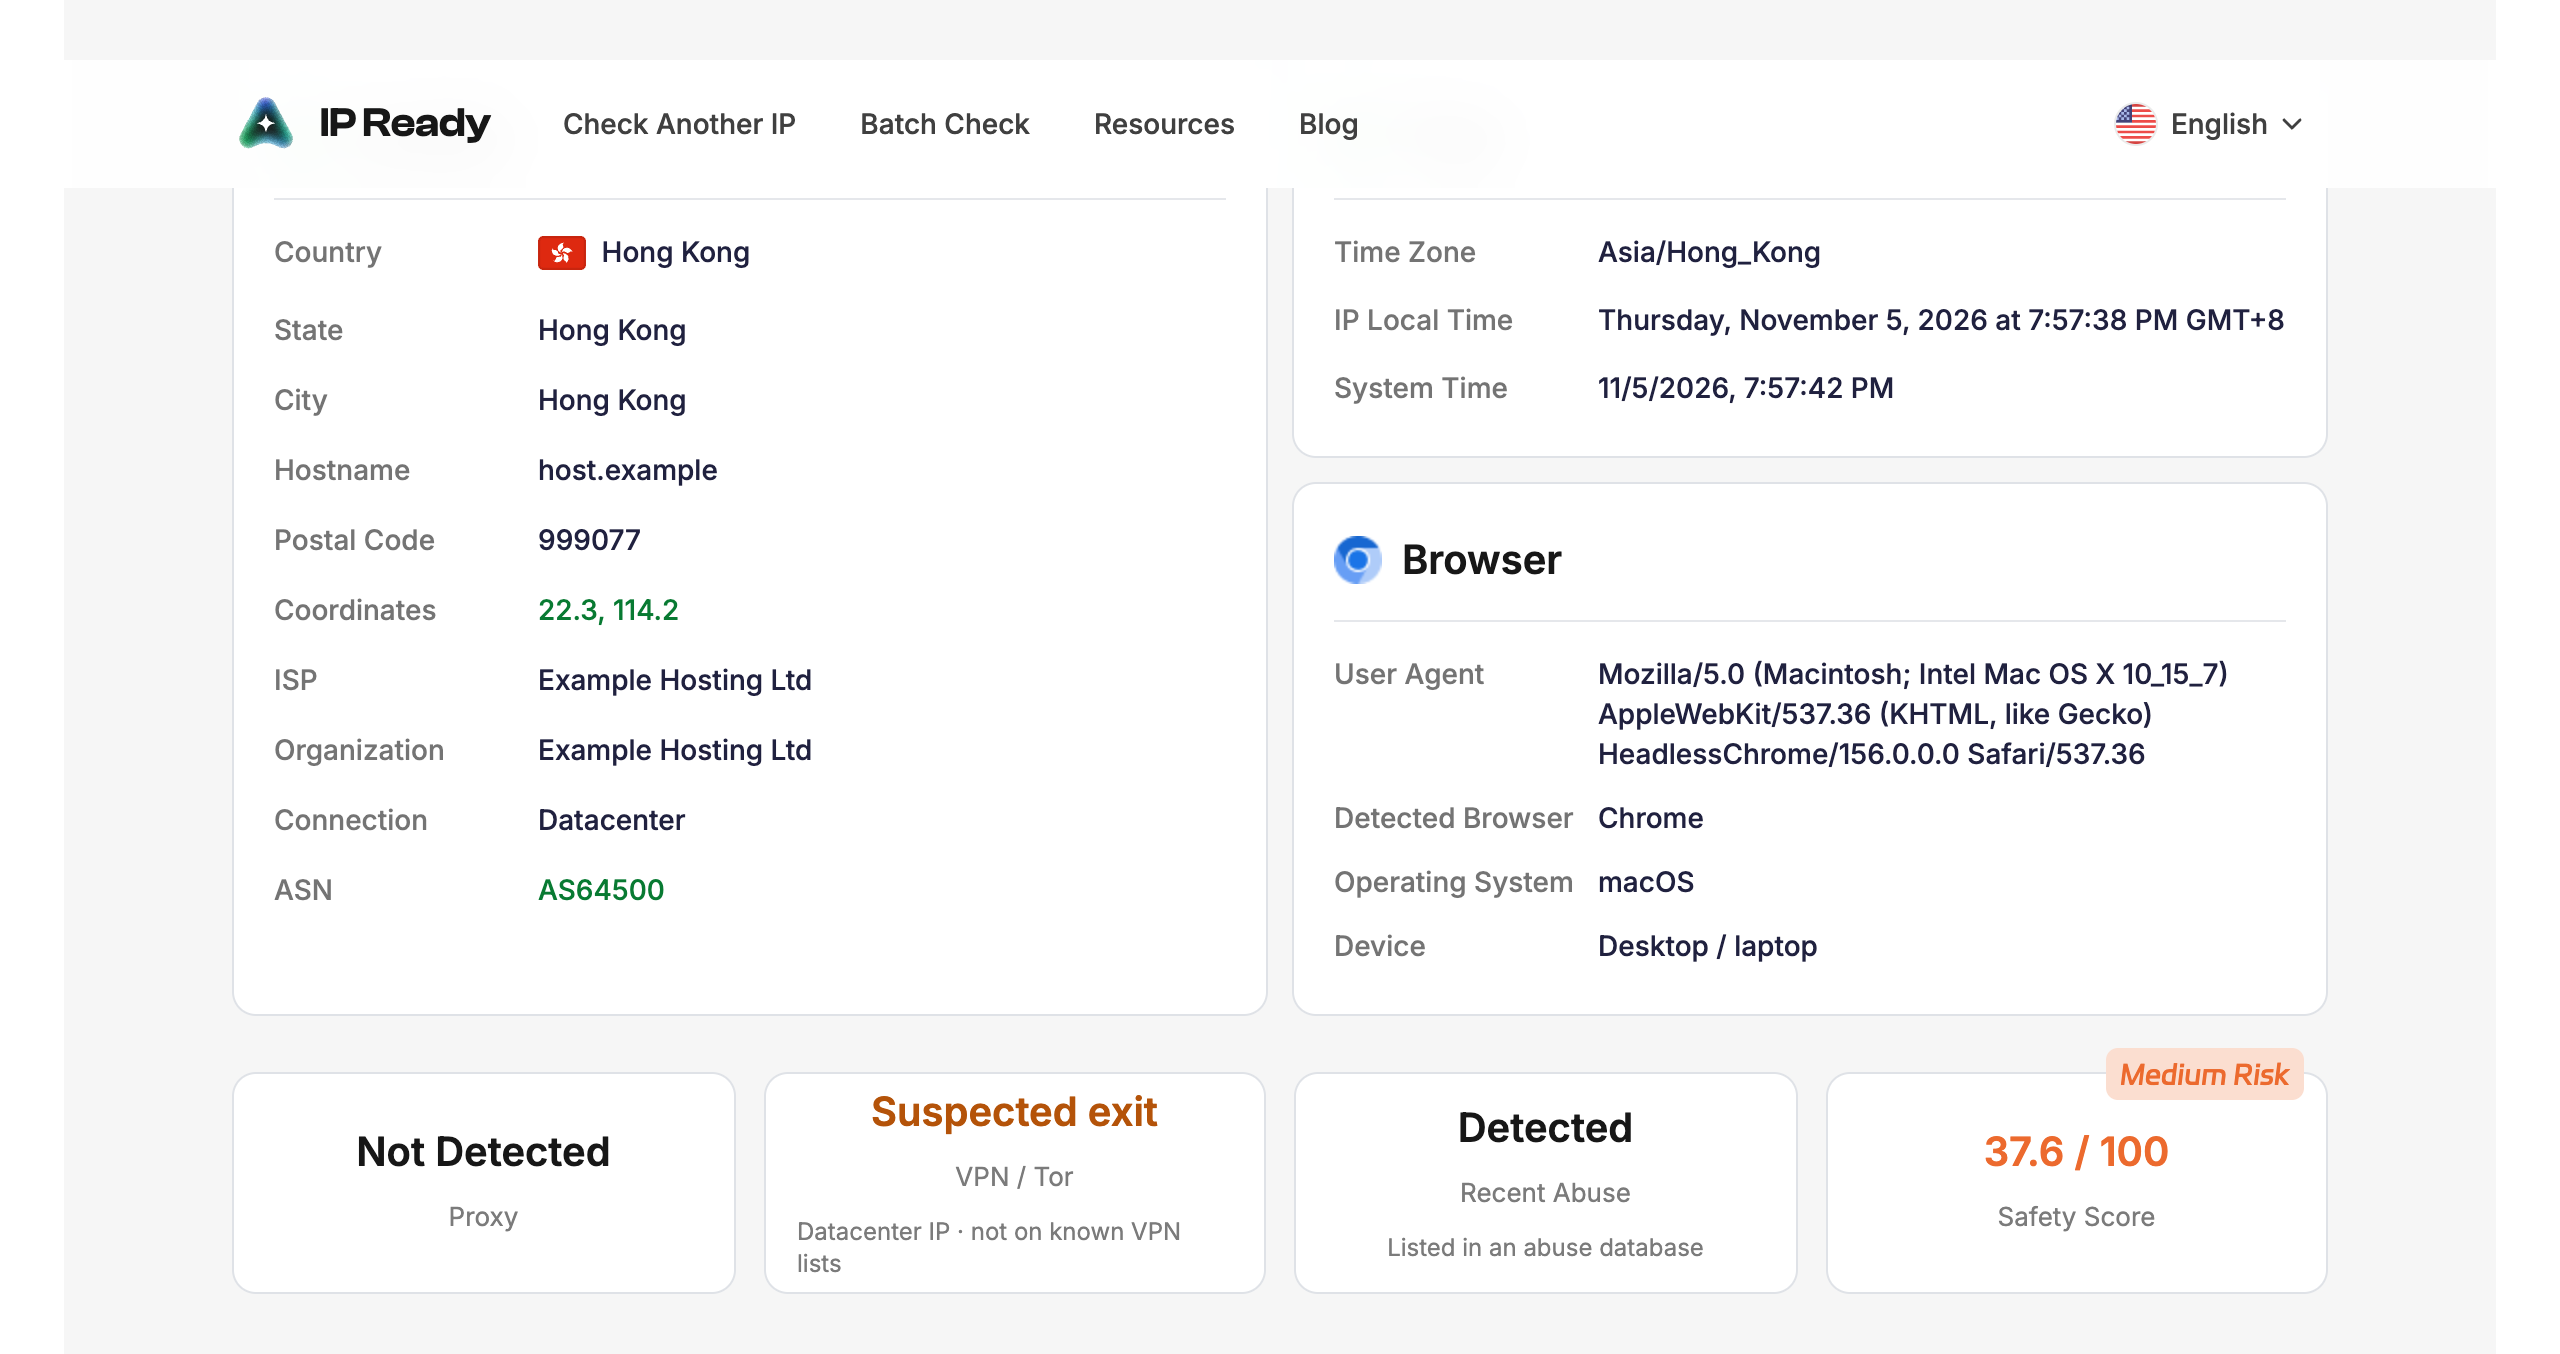 IP Ready
Check Another IP
Batch Check
Resources
Blog
English
Country
Hong Kong
State
Hong Kong
City
Hong Kong
Hostname
host.example
Postal Code
999077
Coordinates
22.3, 114.2
ISP
Example Hosting Ltd
Organization
Example Hosting Ltd
Connection
Datacenter
ASN
AS64500
Time Zone
Asia/Hong_Kong
IP Local Time
Thursday, November 5, 2026 at 7:57:38 PM GMT+8
System Time
11/5/2026, 7:57:42 PM
Browser
User Agent
Mozilla/5.0 (Macintosh; Intel Mac OS X 10_15_7)
AppleWebKit/537.36 (KHTML, like Gecko)
HeadlessChrome/156.0.0.0 Safari/537.36
Detected Browser
Chrome
Operating System
macOS
Device
Desktop / laptop
Not Detected
Proxy
Suspected exit
VPN / Tor
Datacenter IP · not on known VPN
lists
Detected
Recent Abuse
Listed in an abuse database
Medium Risk
37.6 / 100
Safety Score